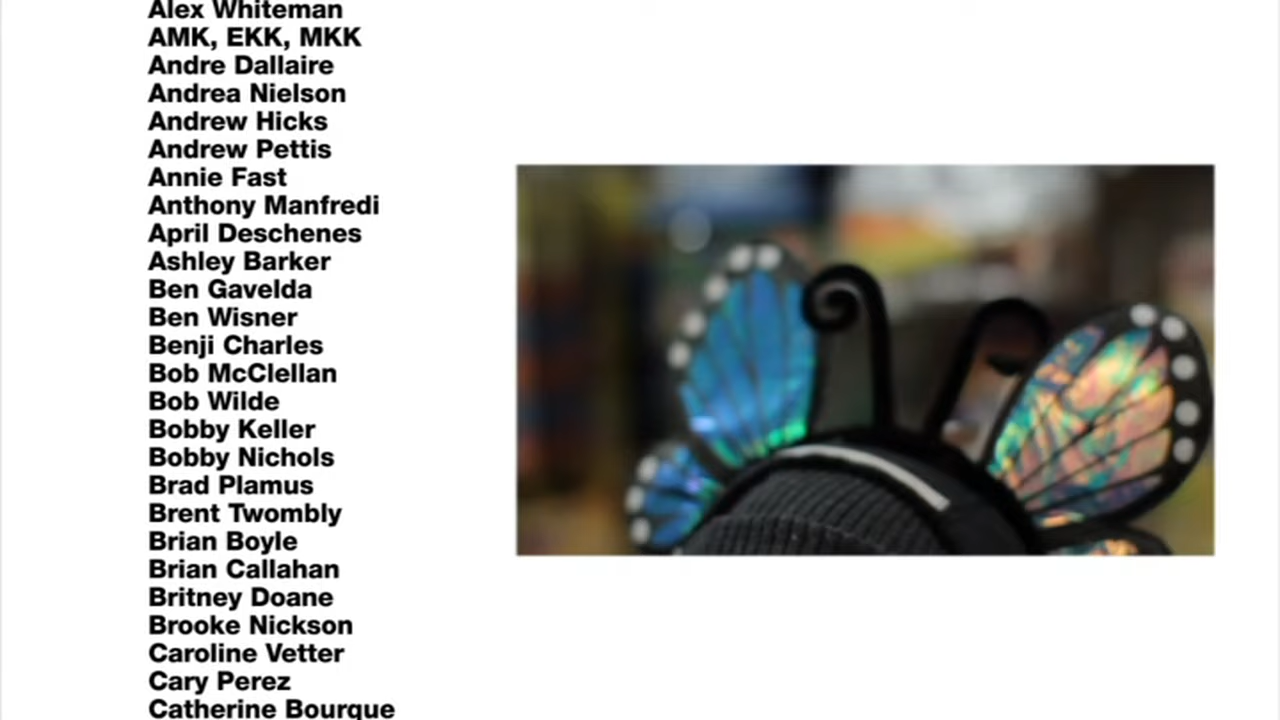 Alex Whiteman
AMK, EKK, MKK
Andre Dallaire
Andrea Nielson
Andrew Hicks
Andrew Pettis
Annie Fast
Anthony Manfredi
April Deschenes
Ashley Barker
Ben Gavelda
Ben Wisner
Benji Charles
Bob McClellan
Bob Wilde
Bobby Keller
Bobby Nichols
Brad Plamus
Brent Twombly
Brian Boyle
Brian Callahan
Britney Doane
Brooke Nickson
Caroline Vetter
Cary Perez
Catherine Bourque